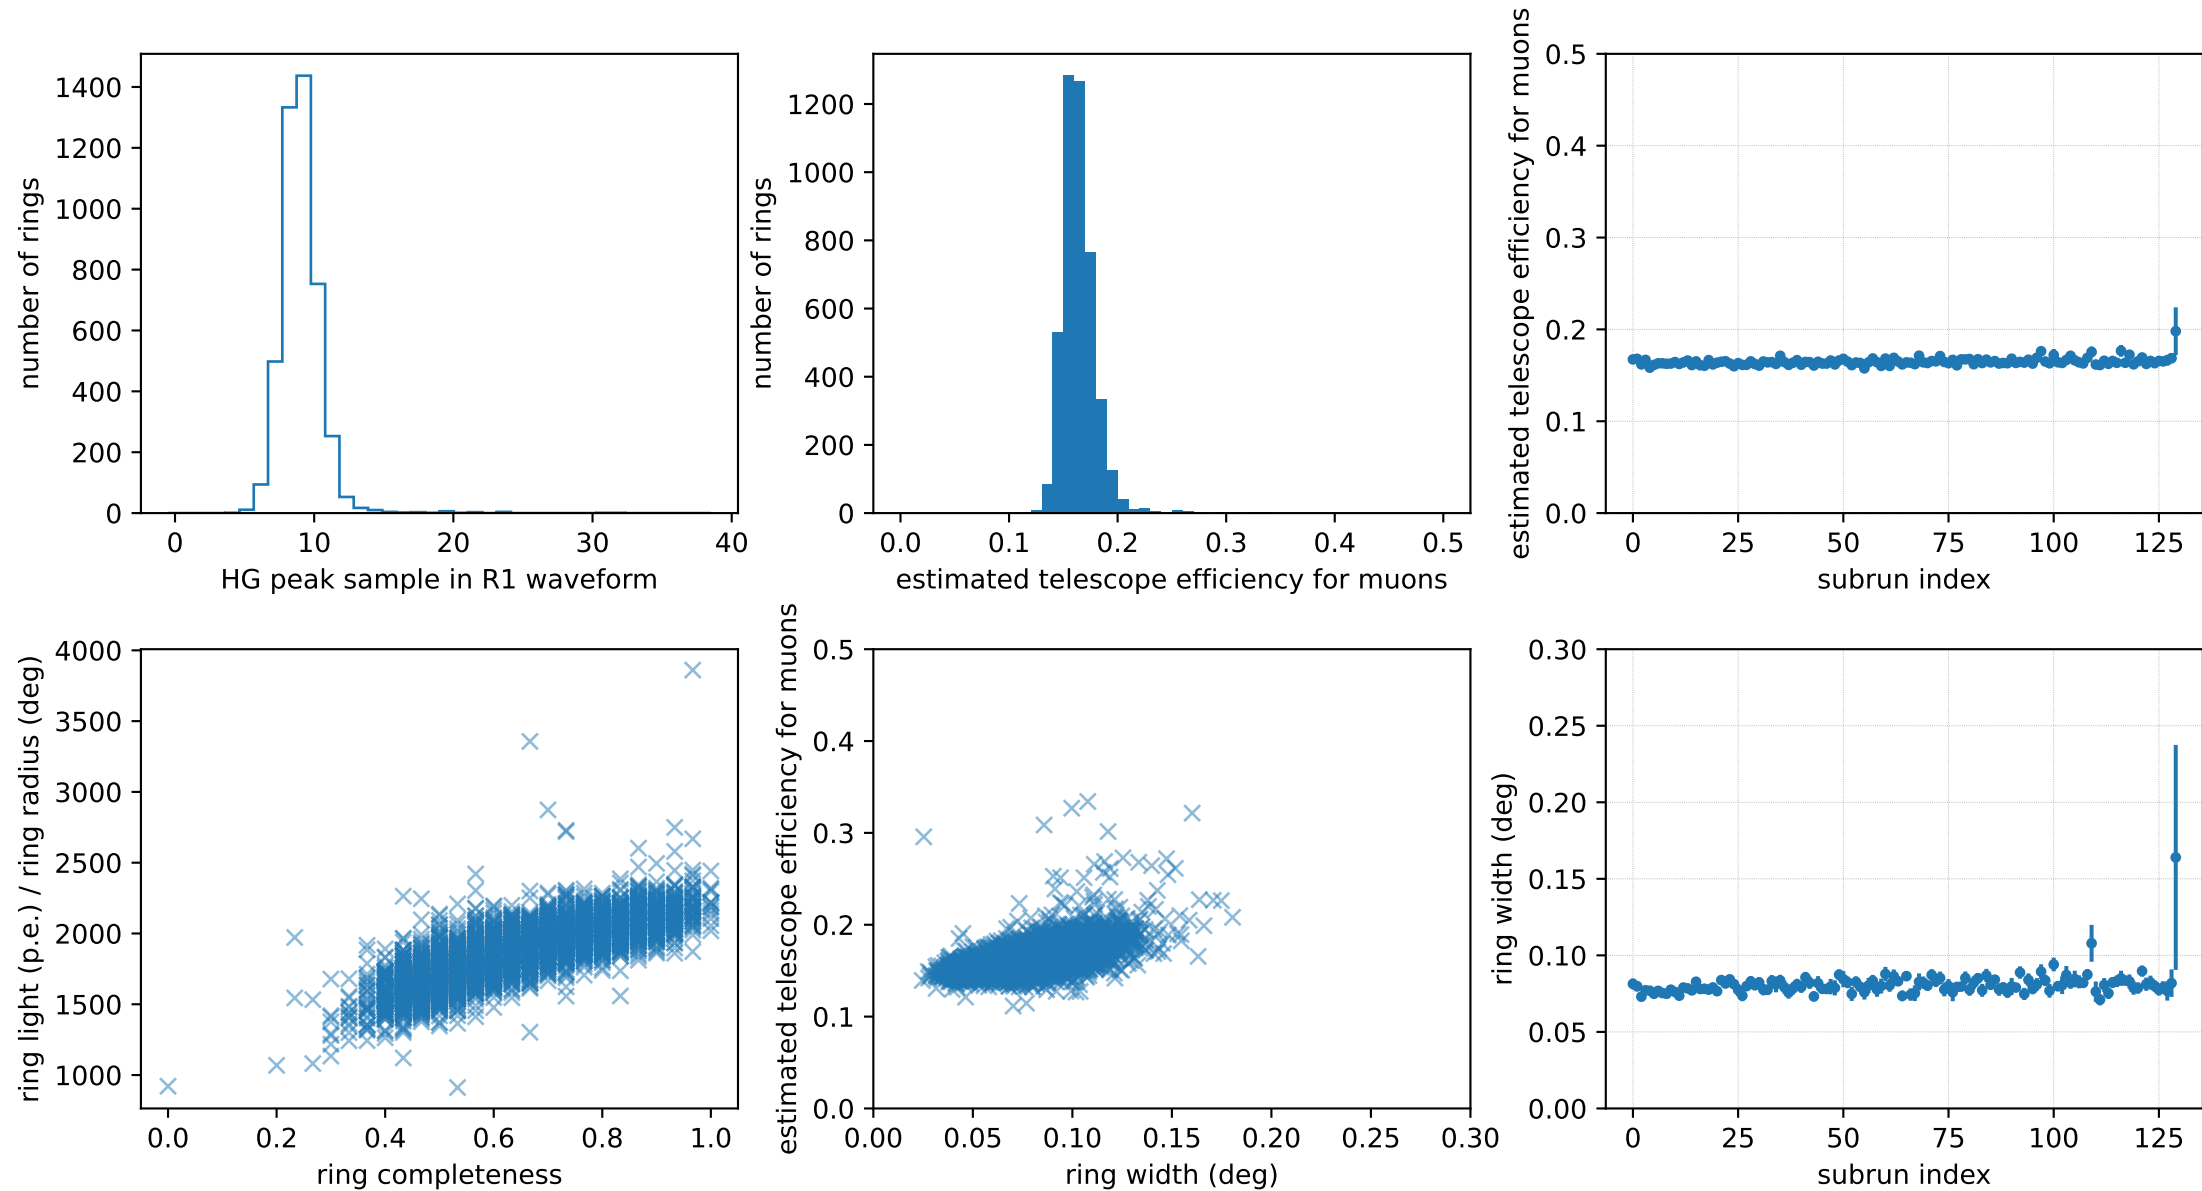 1400
1200
1000
800
600
400
200
0
number of rings
0 10 20 30 40
HG peak sample in R1 waveform
1200
1000
800
600
400
200
0
number of rings
0.0 0.1 0.2 0.3 0.4 0.5
estimated telescope efficiency for muons
0.5
0.4
0.3
0.2
0.1
0.0
estimated telescope efficiency for muons
0 25 50 75 100 125
subrun index
4000
3500
3000
2500
2000
1500
1000
ring light (p.e.) / ring radius (deg)
0.0 0.2 0.4 0.6 0.8 1.0
ring completeness
0.5
0.4
0.3
0.2
0.1
0.0
estimated telescope efficiency for muons
0.00 0.05 0.10 0.15 0.20 0.25 0.30
ring width (deg)
0.30
0.25
0.20
0.15
0.10
0.05
0.00
ring width (deg)
0 25 50 75 100 125
subrun index